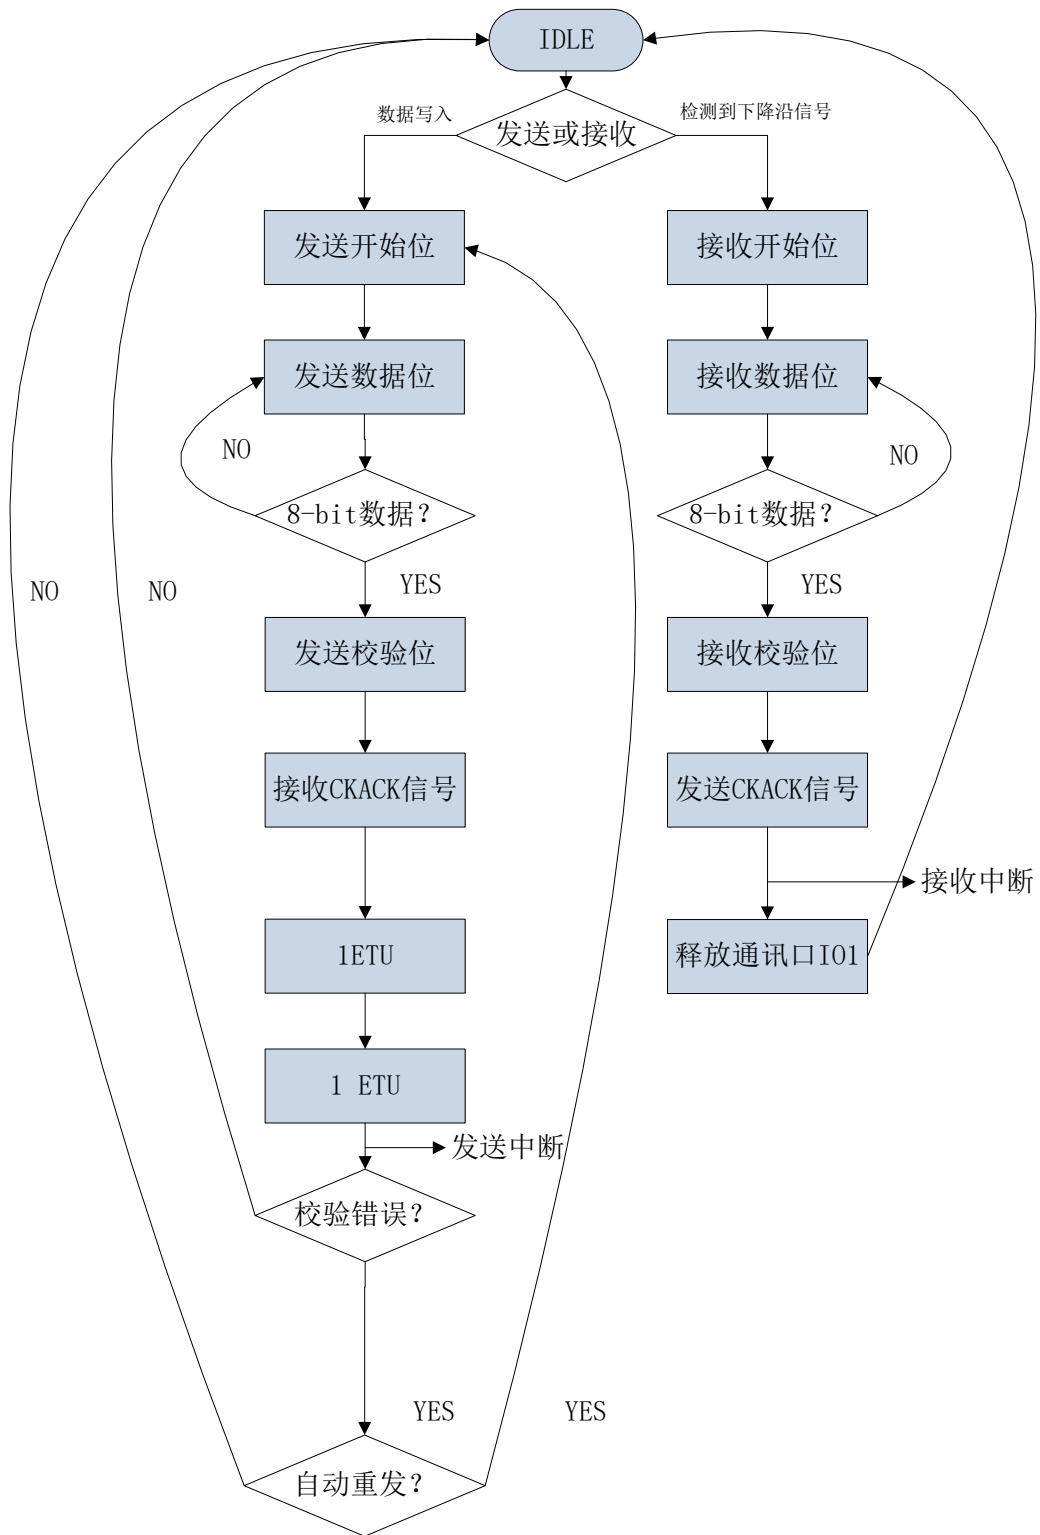 IDLE
数据写入
检测到下降沿信号
发送或接收
发送开始位
接收开始位
发送数据位
接收数据位
NO
NO
8-bit数据?
8-bit数据?
YES
YES
NO
NO
发送校验位
接收校验位
接收CKACK信号
发送CKACK信号
接收中断
1ETU
释放通讯口IO1
1 ETU
发送中断
校验错误?
YES
YES
自动重发?